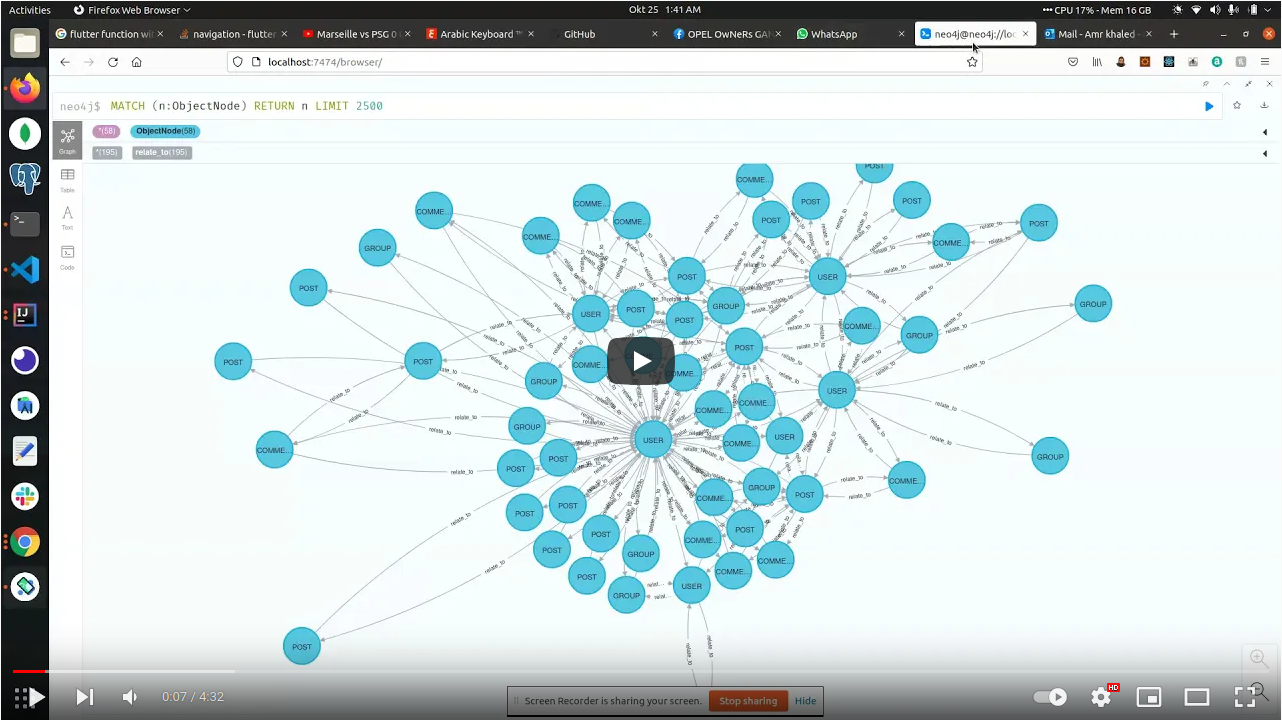 Activities Firefox Web Browser Okt 25 1:41 AM CPU 17% - Mem 16 GB
flutter function wi navigation - flutter Marseille vs PSG 0 Arabic Keyboard ™ GitHub OPEL OwNeRS GA WhatsApp neo4j@neo4j://loc Mail - Amr khaled -
localhost:7474/browser/
neo4j$ MATCH (n:ObjectNode) RETURN n LIMIT 2500
*(58) ObjectNode(58)
*(195) relate_to(195)
Graph
Table
Text
Code
POST
COMME...
COMME... POST POST
COMME... COMME... POST POST
COMME... COMME...
GROUP
POST USER
POST
GROUP GROUP
USER POST POST COMME... GROUP
POST
POST POST COMME... COMME...
GROUP USER
COMME... COMME...
GROUP USER COMME... USER
COMME... POST POST GROUP
COMME...
COMME... GROUP POST
POST POST
POST COMME... POST
POST GROUP COMME...
POST COMME... USER
GROUP
POST
relate_to
0:07 / 4:32 HD
Screen Recorder is sharing your screen. Stop sharing Hide